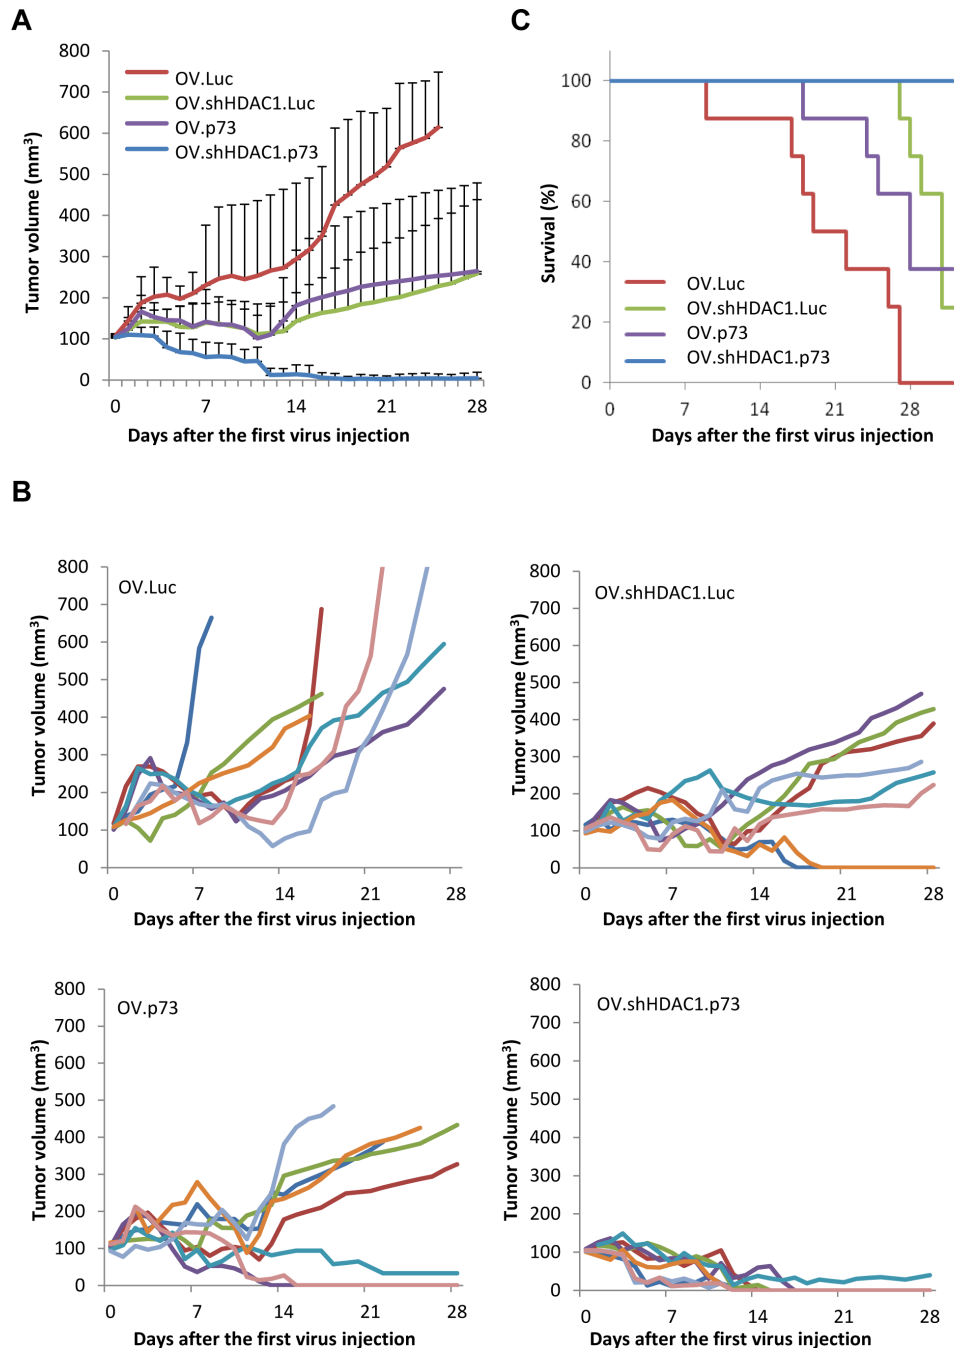 A
Tumor volume (mm³)
800
700
600
500
400
300
200
100
0
OV.Luc
OV.shHDAC1.Luc
OV.p73
OV.shHDAC1.p73
0 7 14 21 28
Days after the first virus injection
C
Survival (%)
100
80
60
40
20
0
OV.Luc
OV.shHDAC1.Luc
OV.p73
OV.shHDAC1.p73
0 7 14 21 28
Days after the first virus injection
B
Tumor volume (mm³)
800
700
600
500
400
300
200
100
0
OV.Luc
0 7 14 21 28
Days after the first virus injection
Tumor volume (mm³)
800
700
600
500
400
300
200
100
0
OV.shHDAC1.Luc
0 7 14 21 28
Days after the first virus injection
Tumor volume (mm³)
800
700
600
500
400
300
200
100
0
OV.p73
0 7 14 21 28
Days after the first virus injection
Tumor volume (mm³)
800
700
600
500
400
300
200
100
0
OV.shHDAC1.p73
0 7 14 21 28
Days after the first virus injection